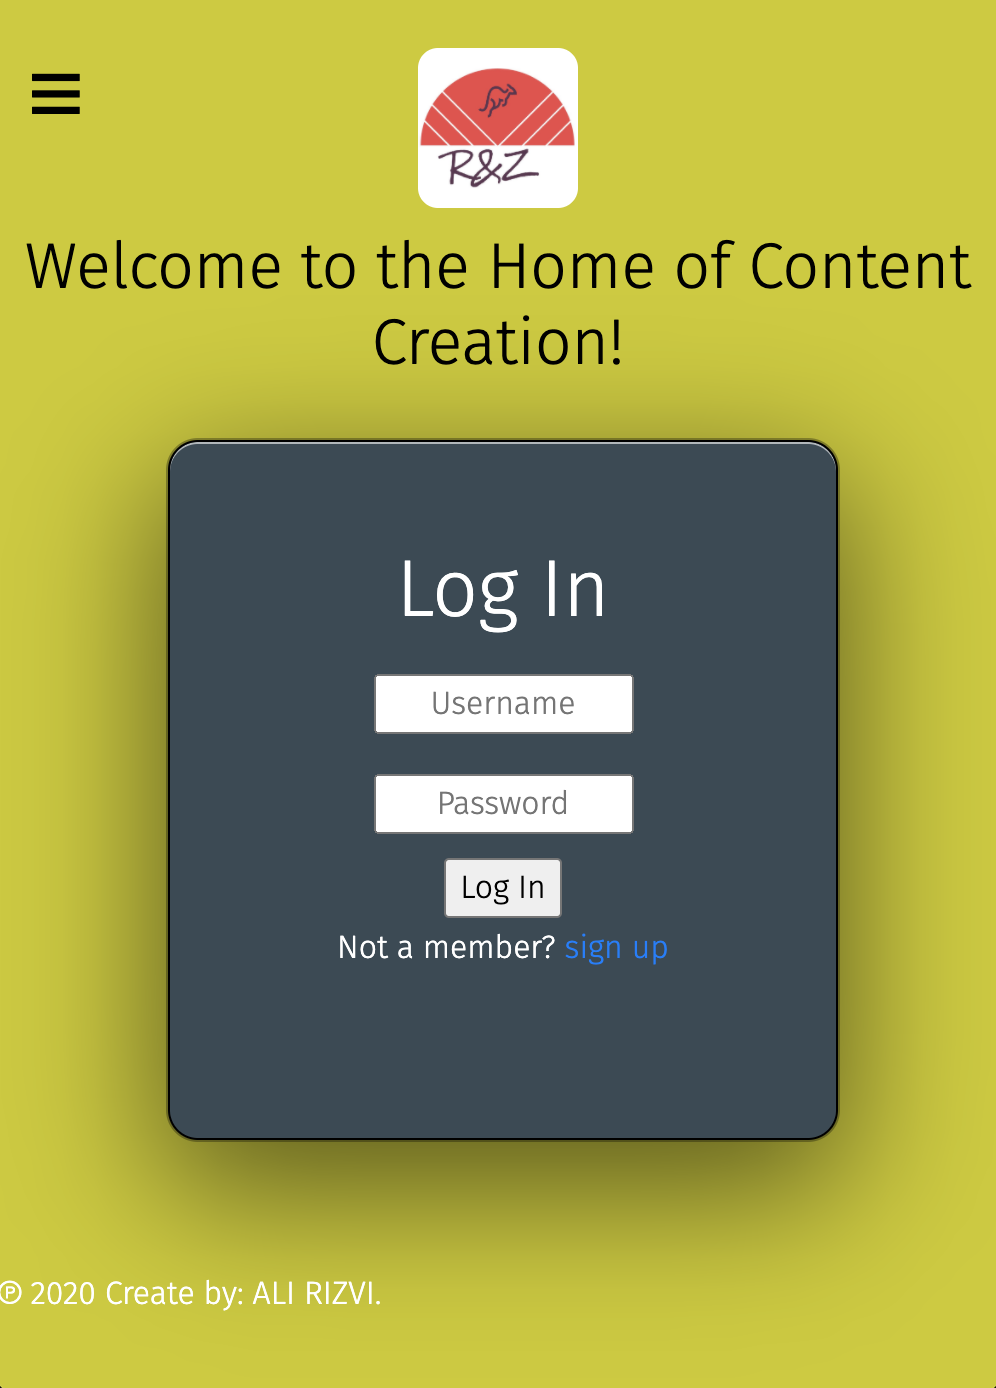 R&Z
Welcome to the Home of Content
Creation!
Log In
Username
Password
Log In
Not a member? sign up
℗ 2020 Create by: ALI RIZVI.